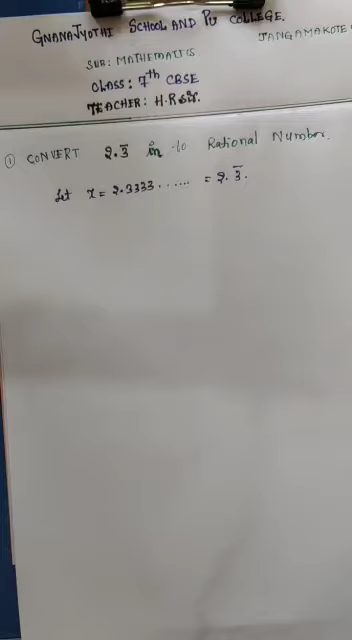 GNANAJYOTHI SCHOOL AND PU COLLEGE.
JANGAMAKOTE
SUB: MATHEMATICS
CLASS: 7th CBSE
TEACHER: H.R
① CONVERT 2.3̅ in to Rational Number.
Let x = 2.3333....... = 2.3̅.